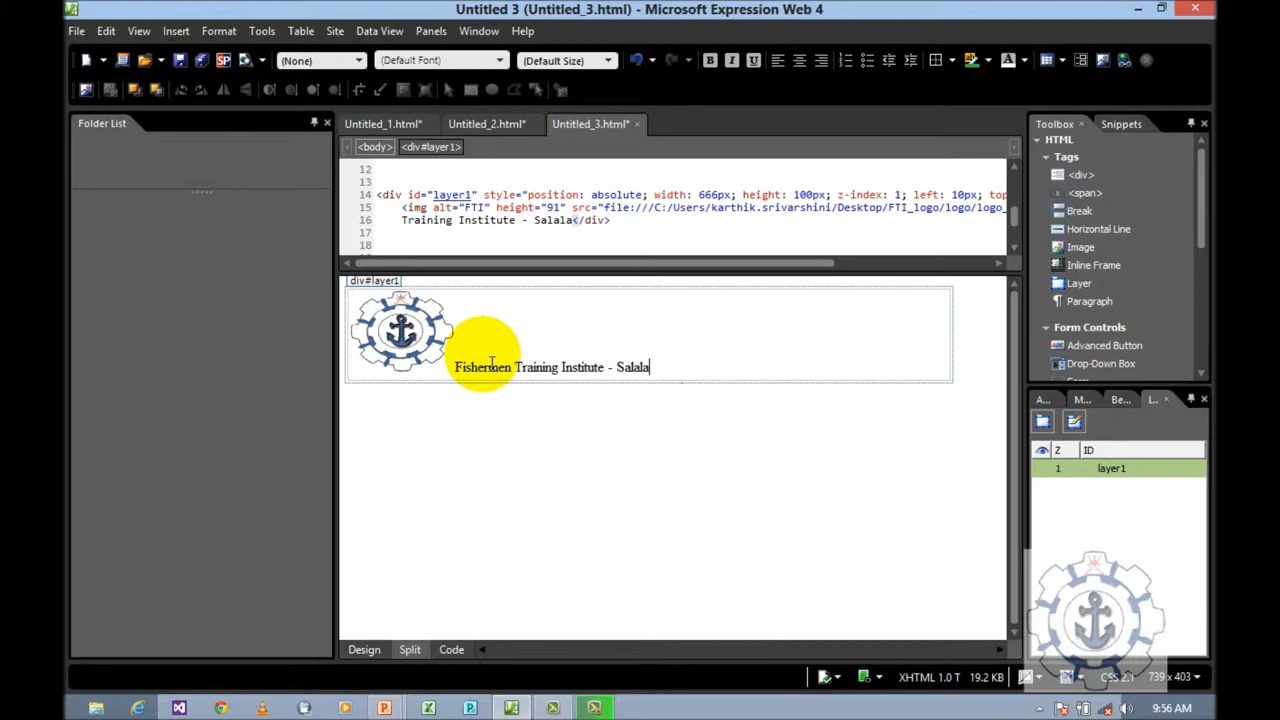 Untitled 3 (Untitled_3.html) - Microsoft Expression Web 4
File Edit View Insert Format Tools Table Site Data View Panels Window Help
(None) (Default Font) (Default Size)
Folder List
Untitled_1.html* Untitled_2.html* Untitled_3.html*
<body> <div#layer1>
12
13
14 <div id="layer1" style="position: absolute; width: 666px; height: 100px; z-index: 1; left: 10px; top
15 <img alt="FTI" height="91" src="file:///C:/Users/karthik.srivarshini/Desktop/FTI_logo/logo/logo_
16 Training Institute - Salala</div>
17
18
div#layer1
Fishermen Training Institute - Salala
Toolbox Snippets
HTML
Tags
<div>
<span>
Break
Horizontal Line
Image
Inline Frame
Layer
Paragraph
Form Controls
Advanced Button
Drop-Down Box
A... M... Be... L...
Z ID
1 layer1
Design Split Code
XHTML 1.0 T 19.2 KB CSS 2.1 739 x 403
9:56 AM